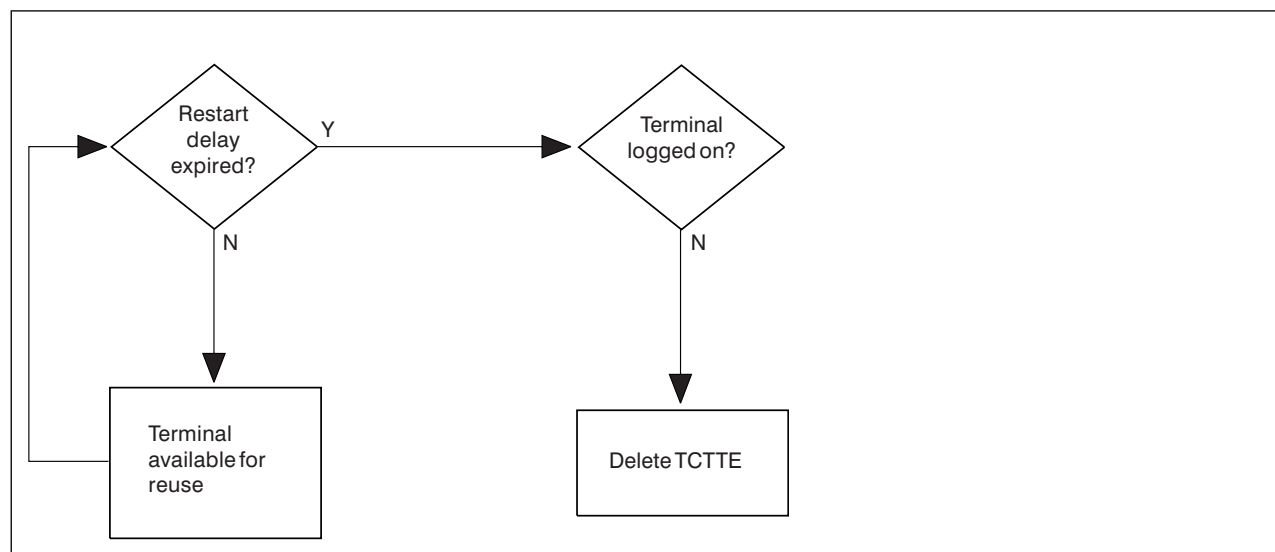 Restart
delay
expired?
Y
Terminal
logged on?
N
N
Terminal
available for
reuse
Delete TCTTE